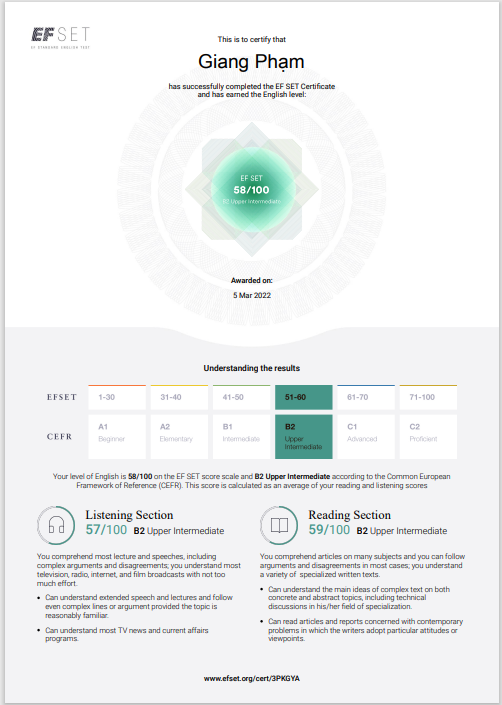 EFSET
EF STANDARD ENGLISH TEST
This is to certify that
Giang Phạm
has successfully completed the EF SET Certificate
and has earned the English level:
EF SET
58/100
B2 Upper Intermediate
Awarded on:
5 Mar 2022
Understanding the results
EFSET 1-30 31-40 41-50 51-60 61-70 71-100
CEFR A1 Beginner A2 Elementary B1 Intermediate B2 Upper Intermediate C1 Advanced C2 Proficient
Your level of English is 58/100 on the EF SET score scale and B2 Upper Intermediate according to the Common European
Framework of Reference (CEFR). This score is calculated as an average of your reading and listening scores
Listening Section
57/100 B2 Upper Intermediate
You comprehend most lecture and speeches, including
complex arguments and disagreements; you understand most
television, radio, internet, and film broadcasts with not too
much effort.
• Can understand extended speech and lectures and follow
even complex lines or argument provided the topic is
reasonably familiar.
• Can understand most TV news and current affairs
programs.
Reading Section
59/100 B2 Upper Intermediate
You comprehend articles on many subjects and you can follow
arguments and disagreements in most cases; you understand
a variety of specialized written texts.
• Can understand the main ideas of complex text on both
concrete and abstract topics, including technical
discussions in his/her field of specialization.
• Can read articles and reports concerned with contemporary
problems in which the writers adopt particular attitudes or
viewpoints.
www.efset.org/cert/3PKGYA